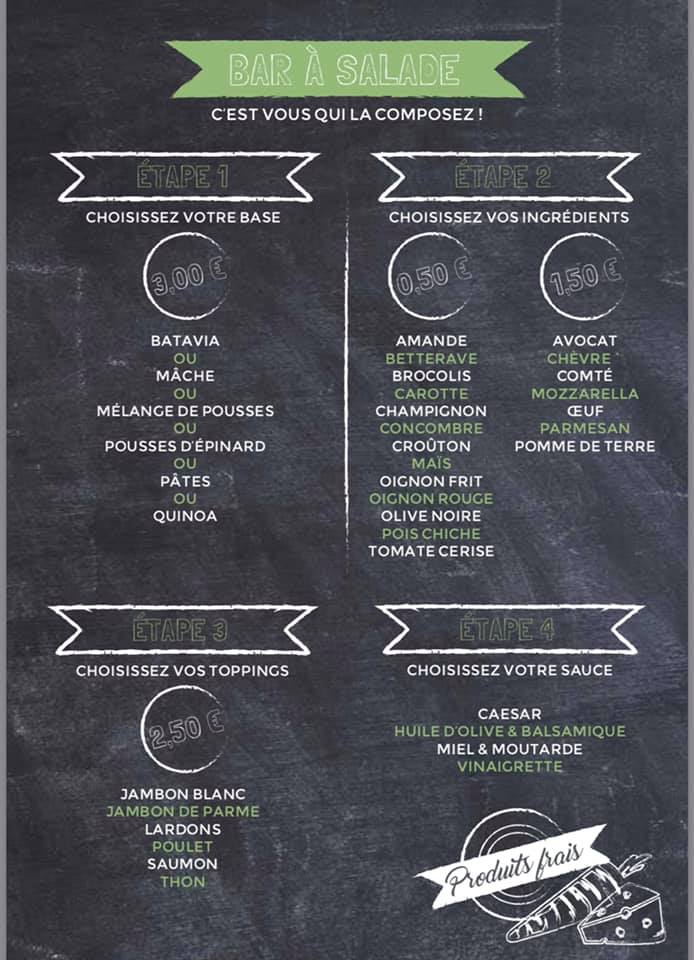 BAR À SALADE
C'EST VOUS QUI LA COMPOSEZ !
ÉTAPE 1
CHOISISSEZ VOTRE BASE
3,00 €
BATAVIA
OU
MÂCHE
OU
MÉLANGE DE POUSSES
OU
POUSSES D'ÉPINARD
OU
PÂTES
OU
QUINOA
ÉTAPE 2
CHOISISSEZ VOS INGRÉDIENTS
0,50 €
AMANDE
BETTERAVE
BROCOLIS
CAROTTE
CHAMPIGNON
CONCOMBRE
CROÛTON
MAÏS
OIGNON FRIT
OIGNON ROUGE
OLIVE NOIRE
POIS CHICHE
TOMATE CERISE
1,50 €
AVOCAT
CHÈVRE `
COMTÉ
MOZZARELLA
ŒUF
PARMESAN
POMME DE TERRE
ÉTAPE 3
CHOISISSEZ VOS TOPPINGS
2,50 €
JAMBON BLANC
JAMBON DE PARME
LARDONS
POULET
SAUMON
THON
ÉTAPE 4
CHOISISSEZ VOTRE SAUCE
CAESAR
HUILE D'OLIVE & BALSAMIQUE
MIEL & MOUTARDE
VINAIGRETTE
Produits frais